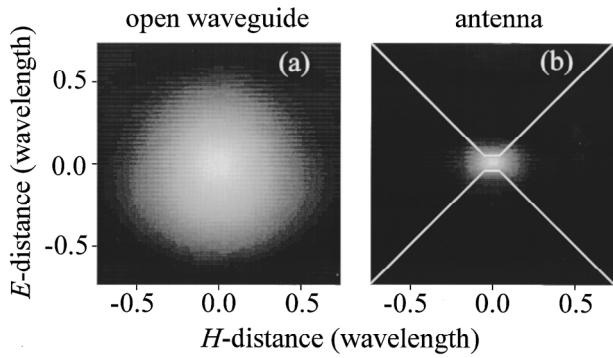 open waveguide antenna
(a) (b)
E-distance (wavelength)
0.5
0.0
-0.5
-0.5 0.0 0.5 -0.5 0.0 0.5
H-distance (wavelength)